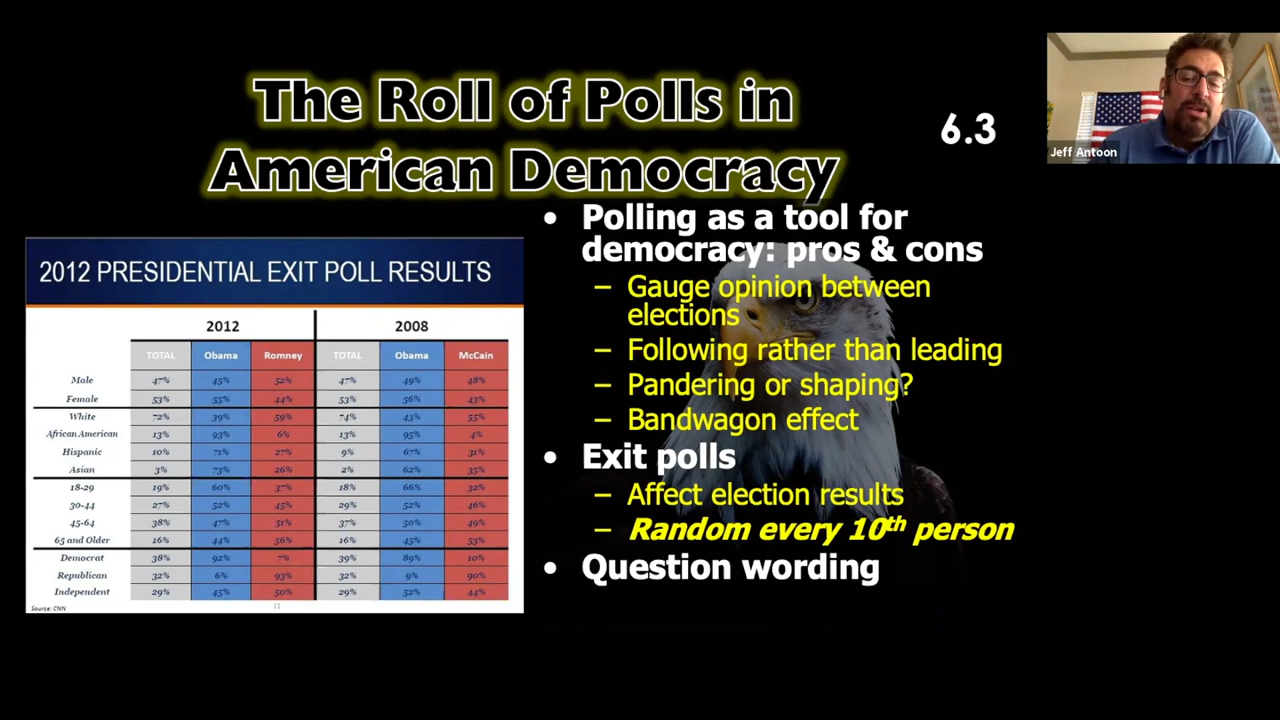 The Roll of Polls in
American Democracy
6.3
Jeff Antoon
2012 PRESIDENTIAL EXIT POLL RESULTS
2012 2008
TOTAL Obama Romney TOTAL Obama McCain
Male 47% 45% 52% 47% 49% 48%
Female 53% 55% 44% 53% 56% 43%
White 72% 39% 59% 74% 43% 55%
African American 13% 93% 6% 13% 95% 4%
Hispanic 10% 71% 27% 9% 67% 31%
Asian 3% 73% 26% 2% 62% 35%
18-29 19% 60% 37% 18% 66% 32%
30-44 27% 52% 45% 29% 52% 46%
45-64 38% 47% 51% 37% 50% 49%
65 and Older 16% 44% 56% 16% 45% 53%
Democrat 38% 92% 7% 39% 89% 10%
Republican 32% 6% 93% 32% 9% 90%
Independent 29% 45% 50% 29% 52% 44%
Source: CNN
11
• Polling as a tool for
democracy: pros & cons
– Gauge opinion between
elections
– Following rather than leading
– Pandering or shaping?
– Bandwagon effect
• Exit polls
– Affect election results
– Random every 10th person
• Question wording